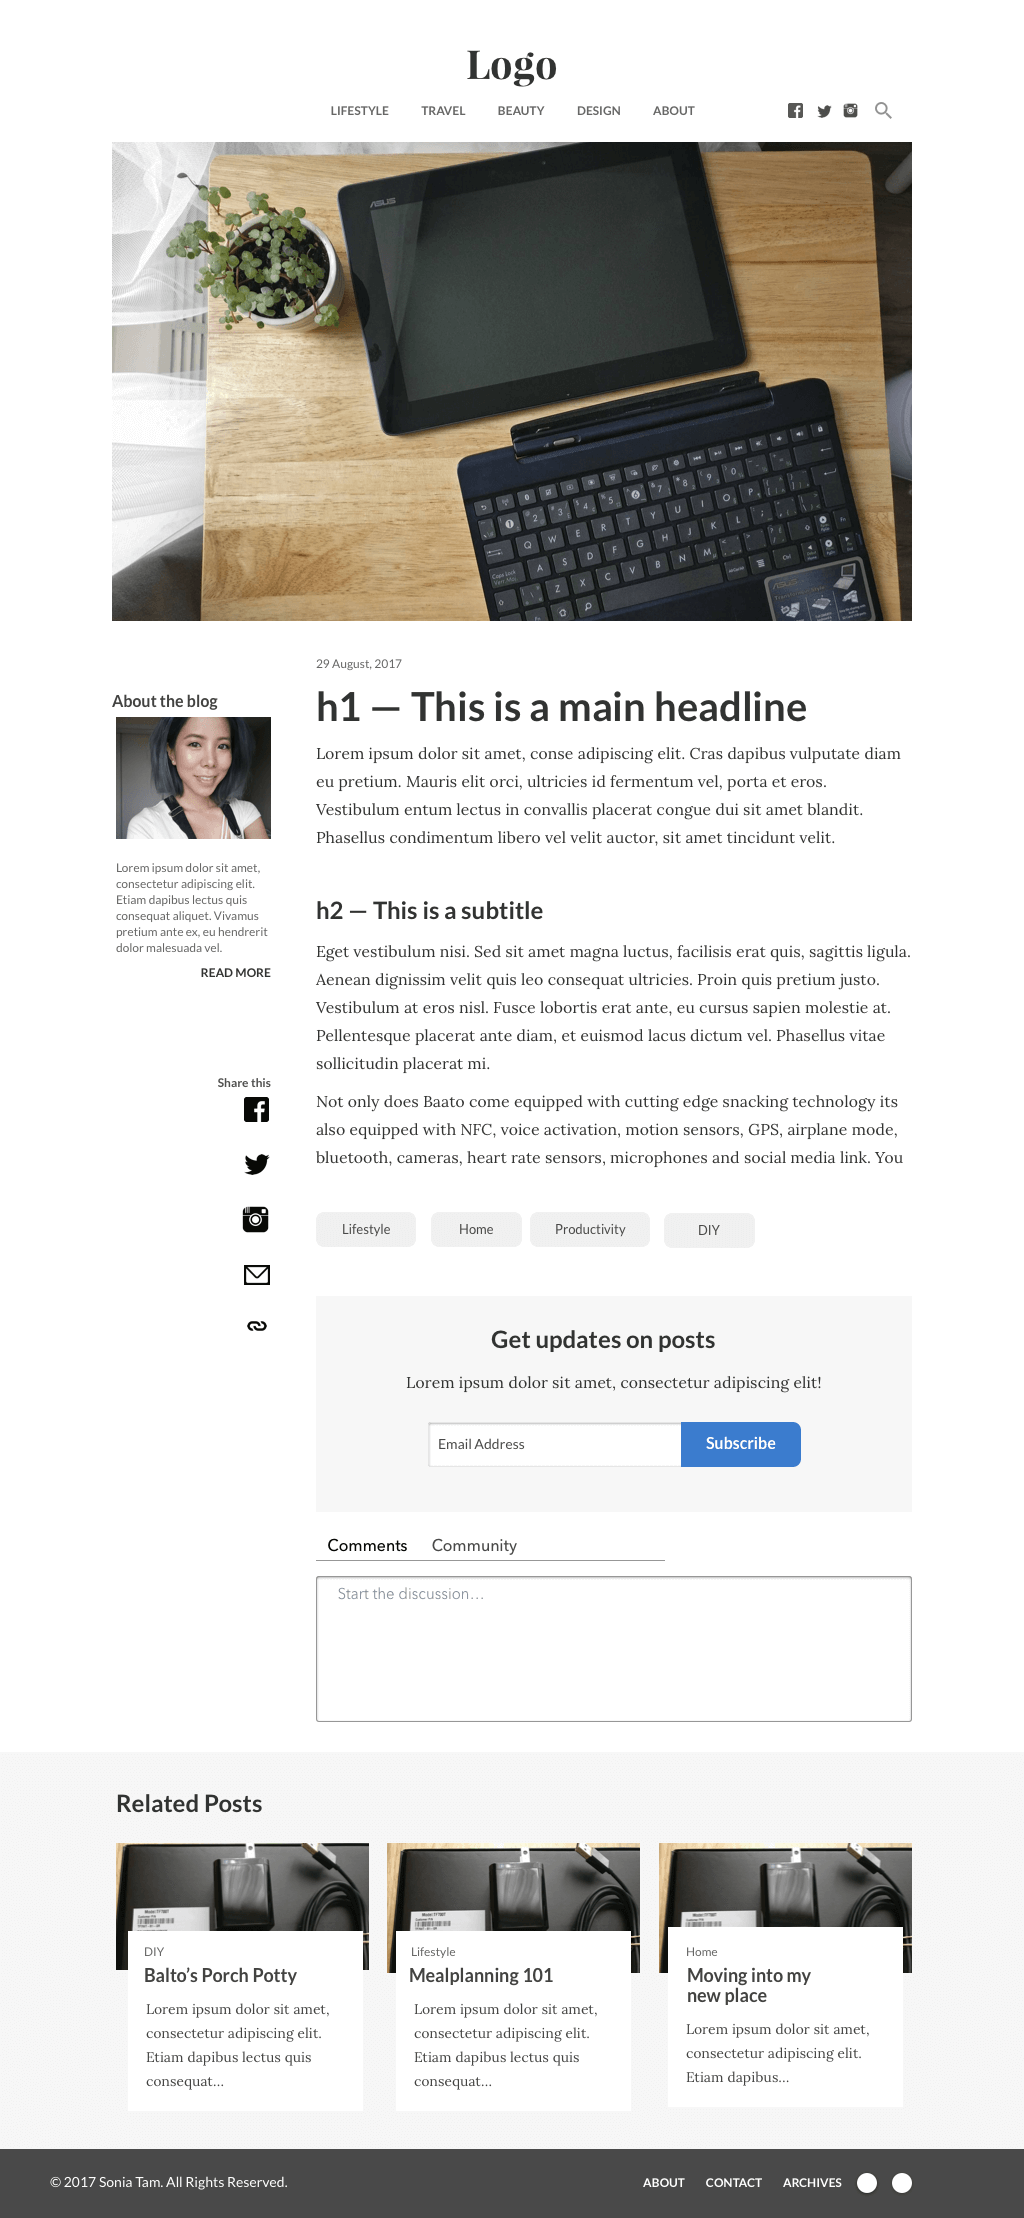 Logo
LIFESTYLE TRAVEL BEAUTY DESIGN ABOUT
ASUS
29 August, 2017
h1 — This is a main headline
Lorem ipsum dolor sit amet, conse adipiscing elit. Cras dapibus vulputate diam
eu pretium. Mauris elit orci, ultricies id fermentum vel, porta et eros.
Vestibulum entum lectus in convallis placerat congue dui sit amet blandit.
Phasellus condimentum libero vel velit auctor, sit amet tincidunt velit.
h2 — This is a subtitle
Eget vestibulum nisi. Sed sit amet magna luctus, facilisis erat quis, sagittis ligula.
Aenean dignissim velit quis leo consequat ultricies. Proin quis pretium justo.
Vestibulum at eros nisl. Fusce lobortis erat ante, eu cursus sapien molestie at.
Pellentesque placerat ante diam, et euismod lacus dictum vel. Phasellus vitae
sollicitudin placerat mi.
Not only does Baato come equipped with cutting edge snacking technology its
also equipped with NFC, voice activation, motion sensors, GPS, airplane mode,
bluetooth, cameras, heart rate sensors, microphones and social media link. You
About the blog
Lorem ipsum dolor sit amet,
consectetur adipiscing elit.
Etiam dapibus lectus quis
consequat aliquet. Vivamus
pretium ante ex, eu hendrerit
dolor malesuada vel.
READ MORE
Share this
Lifestyle Home Productivity DIY
Get updates on posts
Lorem ipsum dolor sit amet, consectetur adipiscing elit!
Email Address Subscribe
Comments Community
Start the discussion...
Related Posts
DIY
Balto’s Porch Potty
Lorem ipsum dolor sit amet,
consectetur adipiscing elit.
Etiam dapibus lectus quis
consequat...
Lifestyle
Mealplanning 101
Lorem ipsum dolor sit amet,
consectetur adipiscing elit.
Etiam dapibus lectus quis
consequat...
Home
Moving into my
new place
Lorem ipsum dolor sit amet,
consectetur adipiscing elit.
Etiam dapibus...
© 2017 Sonia Tam. All Rights Reserved.
ABOUT CONTACT ARCHIVES